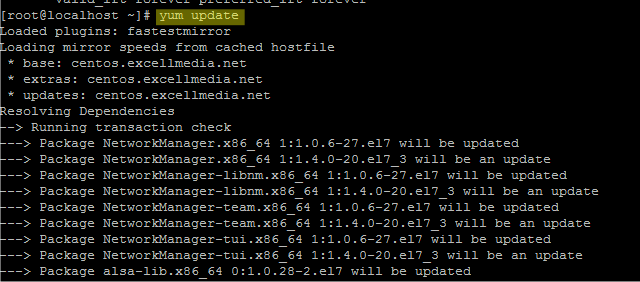 valid_lft forever preferred_lft forever
[root@localhost ~]# yum update
Loaded plugins: fastestmirror
Loading mirror speeds from cached hostfile
 * base: centos.excellmedia.net
 * extras: centos.excellmedia.net
 * updates: centos.excellmedia.net
Resolving Dependencies
--> Running transaction check
---> Package NetworkManager.x86_64 1:1.0.6-27.el7 will be updated
---> Package NetworkManager.x86_64 1:1.4.0-20.el7_3 will be an update
---> Package NetworkManager-libnm.x86_64 1:1.0.6-27.el7 will be updated
---> Package NetworkManager-libnm.x86_64 1:1.4.0-20.el7_3 will be an update
---> Package NetworkManager-team.x86_64 1:1.0.6-27.el7 will be updated
---> Package NetworkManager-team.x86_64 1:1.4.0-20.el7_3 will be an update
---> Package NetworkManager-tui.x86_64 1:1.0.6-27.el7 will be updated
---> Package NetworkManager-tui.x86_64 1:1.4.0-20.el7_3 will be an update
---> Package alsa-lib.x86_64 0:1.0.28-2.el7 will be updated